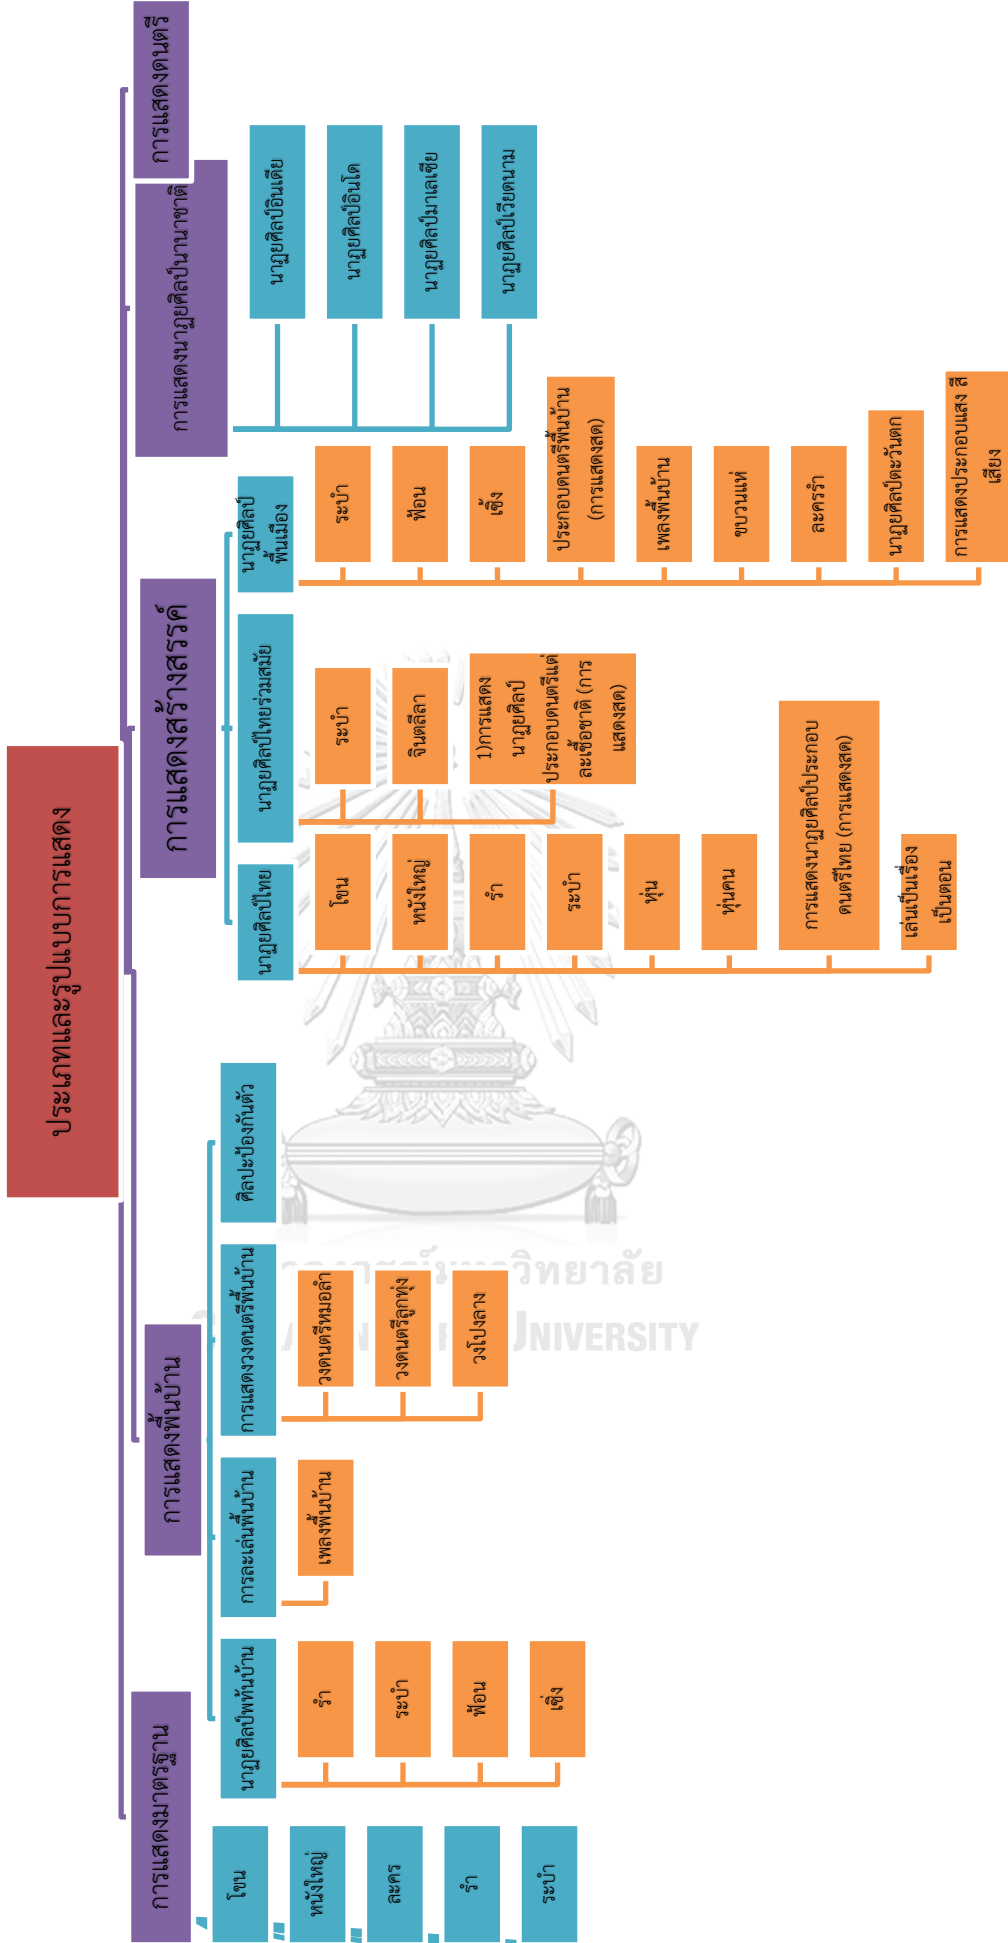 ประเภทและรูปแบบการแสดง
การแสดงมาตรฐาน
โขน
หนังใหญ่
ละคร
รำ
ระบำ
การแสดงพื้นบ้าน
นาฏยศิลป์พท้นบ้าน
รำ
ระบำ
ฟ้อน
เซิ้ง
การละเล่นพื้นบ้าน
เพลงพื้นบ้าน
การแสดงวงดนตรีพื้นบ้าน
วงดนตรีหมอลำ
วงดนตรีลูกทุ่ง
วงโปงลาง
ศิลปะป้องกันตัว
การแสดงสร้างสรรค์
นาฏยศิลป์ไทย
โขน
หนังใหญ่
รำ
ระบำ
หุ่น
หุ่นคน
การแสดงนาฏยศิลป์ประกอบ
ดนตรีไทย (การแสดงสด)
เล่นเป็นเรื่อง
เป็นตอน
นาฏยศิลป์ไทยร่วมสมัย
ระบำ
จินตลีลา
1)การแสดง
นาฏยศิลป์
ประกอบดนตรีแต่
ละเชื้อชาติ (การ
แสดงสด)
นาฏยศิลป์
พื้นเมือง
ระบำ
ฟ้อน
เซิ้ง
ประกอบดนตรีพื้นบ้าน
(การแสดงสด)
เพลงพื้นบ้าน
ขบวนแห่
ละครรำ
นาฏยศิลป์ตะวันตก
การแสดงประกอบแสง สี
เสียง
การแสดงนาฏยศิลป์นานาชาติ
นาฏยศิลป์อินเดีย
นาฏยศิลป์อินโด
นาฏยศิลป์มาเลเซีย
นาฏยศิลป์เวียดนาม
การแสดงดนตรี
วิทยาลัย
UNIVERSITY